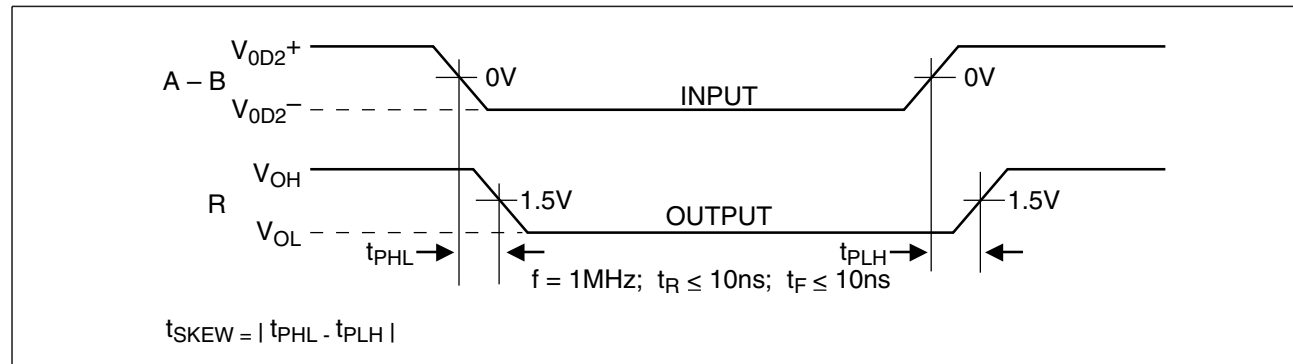 V0D2+
A – B
0V
0V
V0D2–
INPUT
VOH
R
1.5V
1.5V
VOL
OUTPUT
tPHL
tPLH
f = 1MHz; tR ≤ 10ns; tF ≤ 10ns
tSKEW = | tPHL - tPLH |